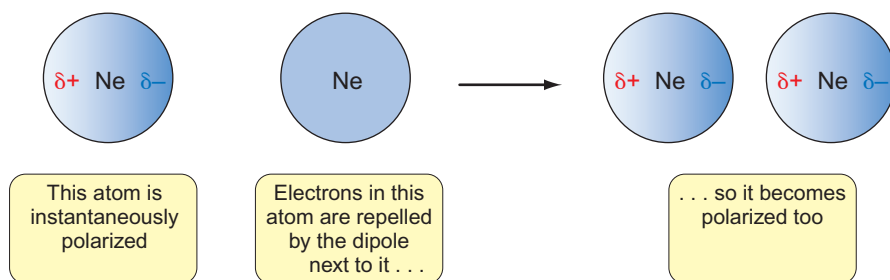 δ+ Ne δ–
Ne
δ+ Ne δ–
δ+ Ne δ–
This atom is
instantaneously
polarized
Electrons in this
atom are repelled
by the dipole
next to it . . .
. . . so it becomes
polarized too